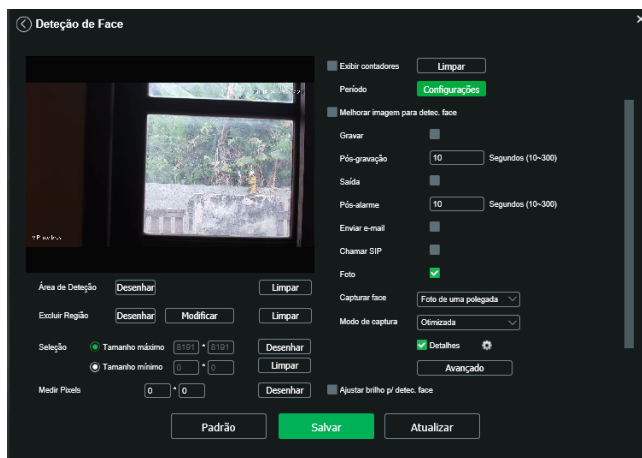 Deteção de Face
Exibir contadores Limpar
Período Configurações
Melhorar imagem para detec. face
Gravar
Pós-gravação 10 Segundos (10~300)
Saída
Pós-alarme 10 Segundos (10~300)
Enviar e-mail
Chamar SIP
Foto
Capturar face Foto de uma polegada
Modo de captura Otimizada
Detalhes
Avançado
Ajustar brilho p/ detec. face
Área de Deteção Desenhar Limpar
Excluir Região Desenhar Modificar Limpar
Seleção Tamanho máximo 8191 * 8191 Desenhar
Tamanho mínimo 0 * 0 Limpar
Medir Pixels 0 * 0 Desenhar
Padrão Salvar Atualizar